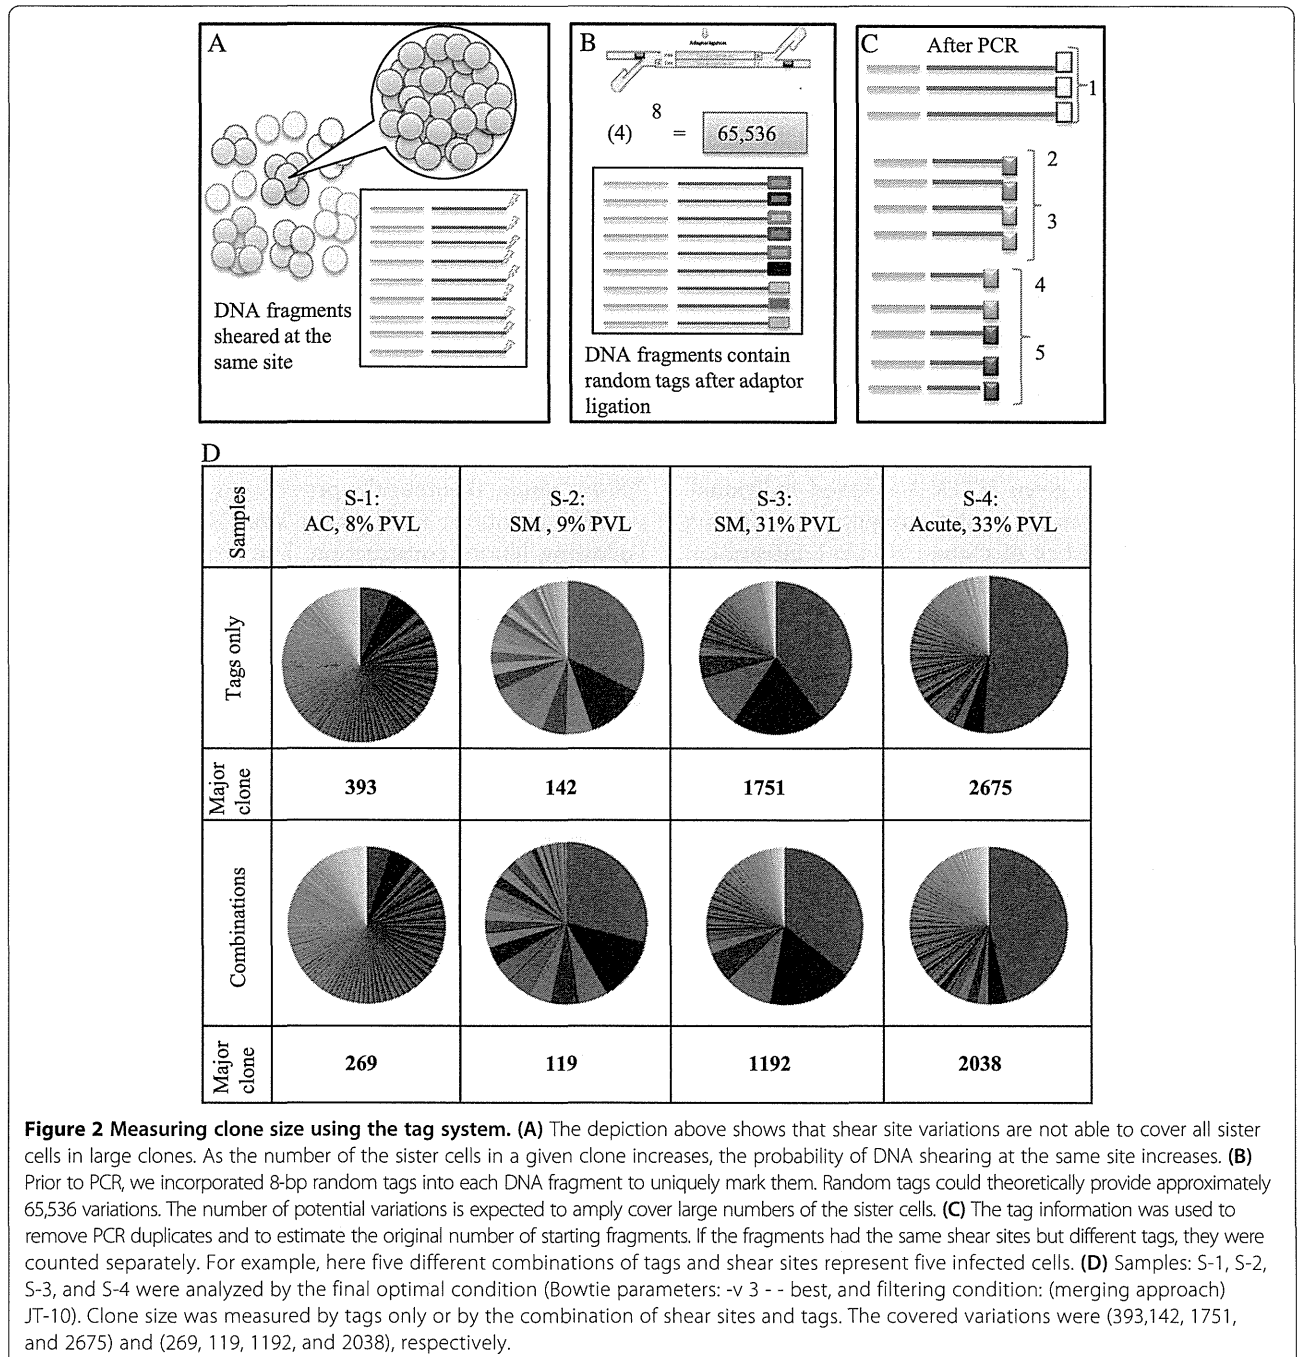 A
DNA fragments
sheared at the
same site
B
Adaptor ligation
(4) 8 = 65,536
DNA fragments contain
random tags after adaptor
ligation
C
After PCR
1
2
3
4
5
D
Samples
S-1:
AC, 8% PVL
S-2:
SM , 9% PVL
S-3:
SM, 31% PVL
S-4:
Acute, 33% PVL
Tags only
Major
clone
393
142
1751
2675
Combinations
Major
clone
269
119
1192
2038
Figure 2 Measuring clone size using the tag system. (A) The depiction above shows that shear site variations are not able to cover all sister
cells in large clones. As the number of the sister cells in a given clone increases, the probability of DNA shearing at the same site increases. (B)
Prior to PCR, we incorporated 8-bp random tags into each DNA fragment to uniquely mark them. Random tags could theoretically provide approximately
65,536 variations. The number of potential variations is expected to amply cover large numbers of the sister cells. (C) The tag information was used to
remove PCR duplicates and to estimate the original number of starting fragments. If the fragments had the same shear sites but different tags, they were
counted separately. For example, here five different combinations of tags and shear sites represent five infected cells. (D) Samples: S-1, S-2,
S-3, and S-4 were analyzed by the final optimal condition (Bowtie parameters: -v 3 - - best, and filtering condition: (merging approach)
JT-10). Clone size was measured by tags only or by the combination of shear sites and tags. The covered variations were (393,142, 1751,
and 2675) and (269, 119, 1192, and 2038), respectively.